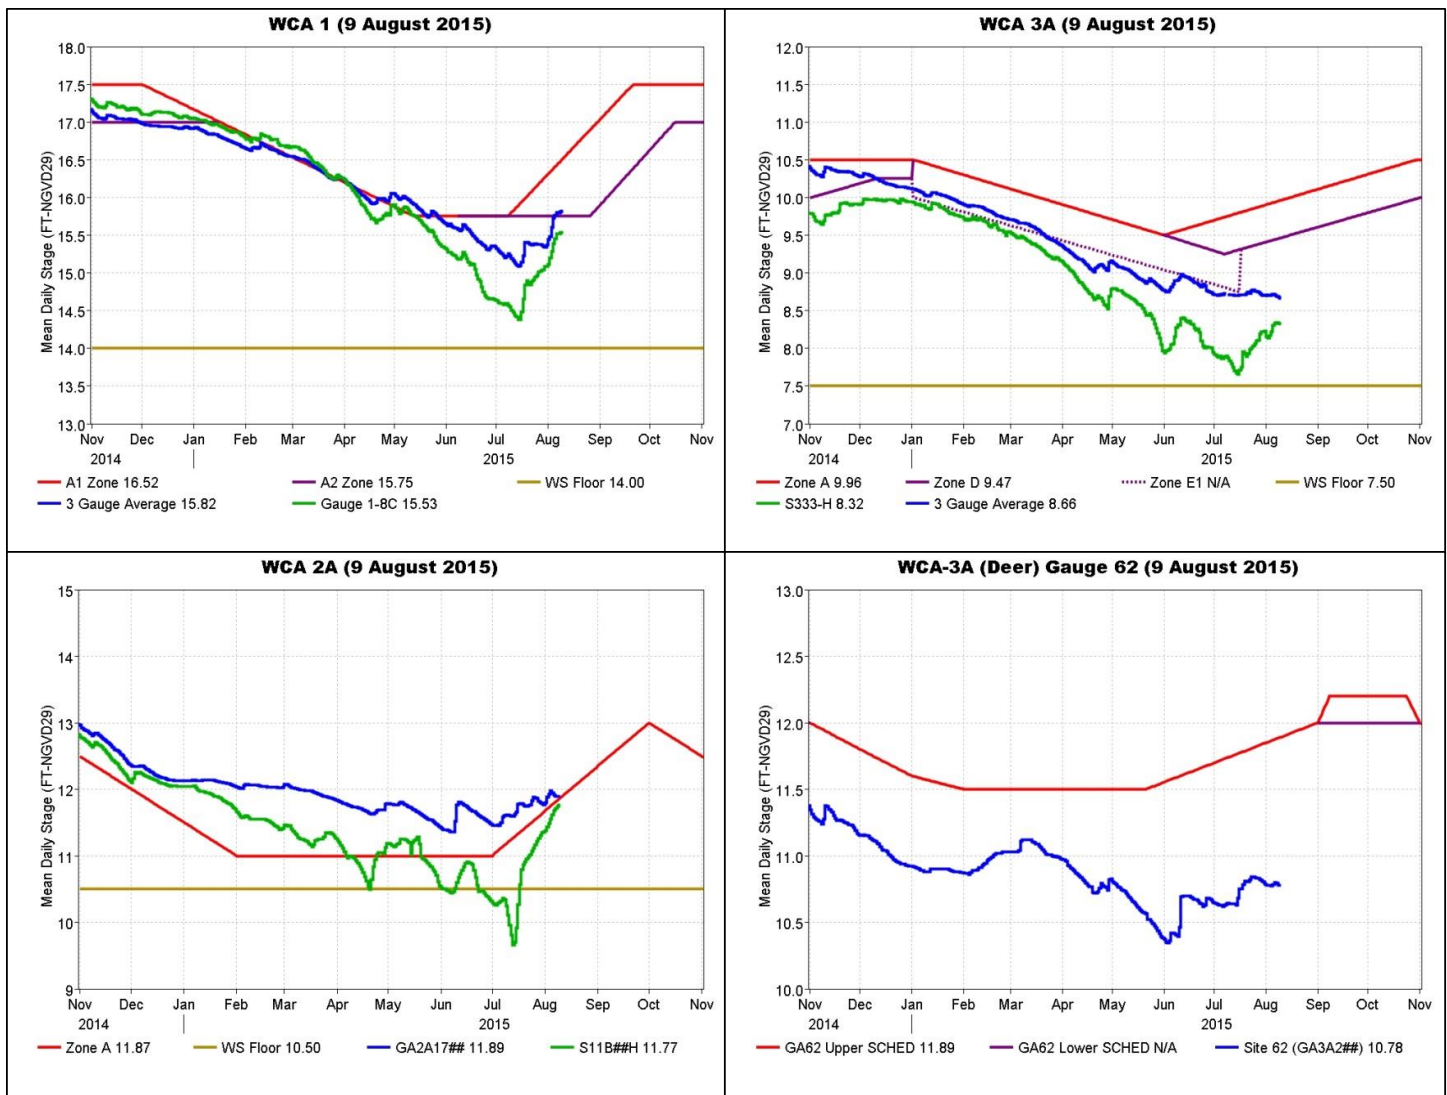 WCA 1 (9 August 2015)
Mean Daily Stage (FT-NGVD29)
18.0
17.5
17.0
16.5
16.0
15.5
15.0
14.5
14.0
13.5
13.0
Nov Dec Jan Feb Mar Apr May Jun Jul Aug Sep Oct Nov
2014 2015
A1 Zone 16.52 A2 Zone 15.75 WS Floor 14.00
3 Gauge Average 15.82 Gauge 1-8C 15.53
WCA 3A (9 August 2015)
Mean Daily Stage (FT-NGVD29)
12.0
11.5
11.0
10.5
10.0
9.5
9.0
8.5
8.0
7.5
7.0
Nov Dec Jan Feb Mar Apr May Jun Jul Aug Sep Oct Nov
2014 2015
Zone A 9.96 Zone D 9.47 Zone E1 N/A WS Floor 7.50
S333-H 8.32 3 Gauge Average 8.66
WCA 2A (9 August 2015)
Mean Daily Stage (FT-NGVD29)
15
14
13
12
11
10
9
Nov Dec Jan Feb Mar Apr May Jun Jul Aug Sep Oct Nov
2014 2015
Zone A 11.87 WS Floor 10.50 GA2A17## 11.89 S11B##H 11.77
WCA-3A (Deer) Gauge 62 (9 August 2015)
Mean Daily Stage (FT-NGVD29)
13.0
12.5
12.0
11.5
11.0
10.5
10.0
Nov Dec Jan Feb Mar Apr May Jun Jul Aug Sep Oct Nov
2014 2015
GA62 Upper SCHED 11.89 GA62 Lower SCHED N/A Site 62 (GA3A2##) 10.78